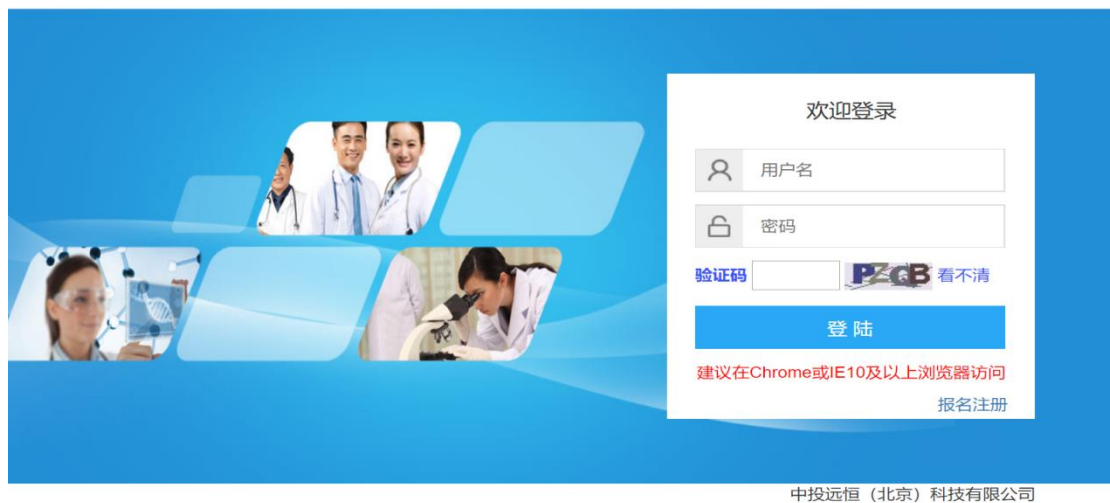 欢迎登录
用户名
密码
验证码 看不清
登 陆
建议在Chrome或IE10及以上浏览器访问
报名注册
中投远恒（北京）科技有限公司